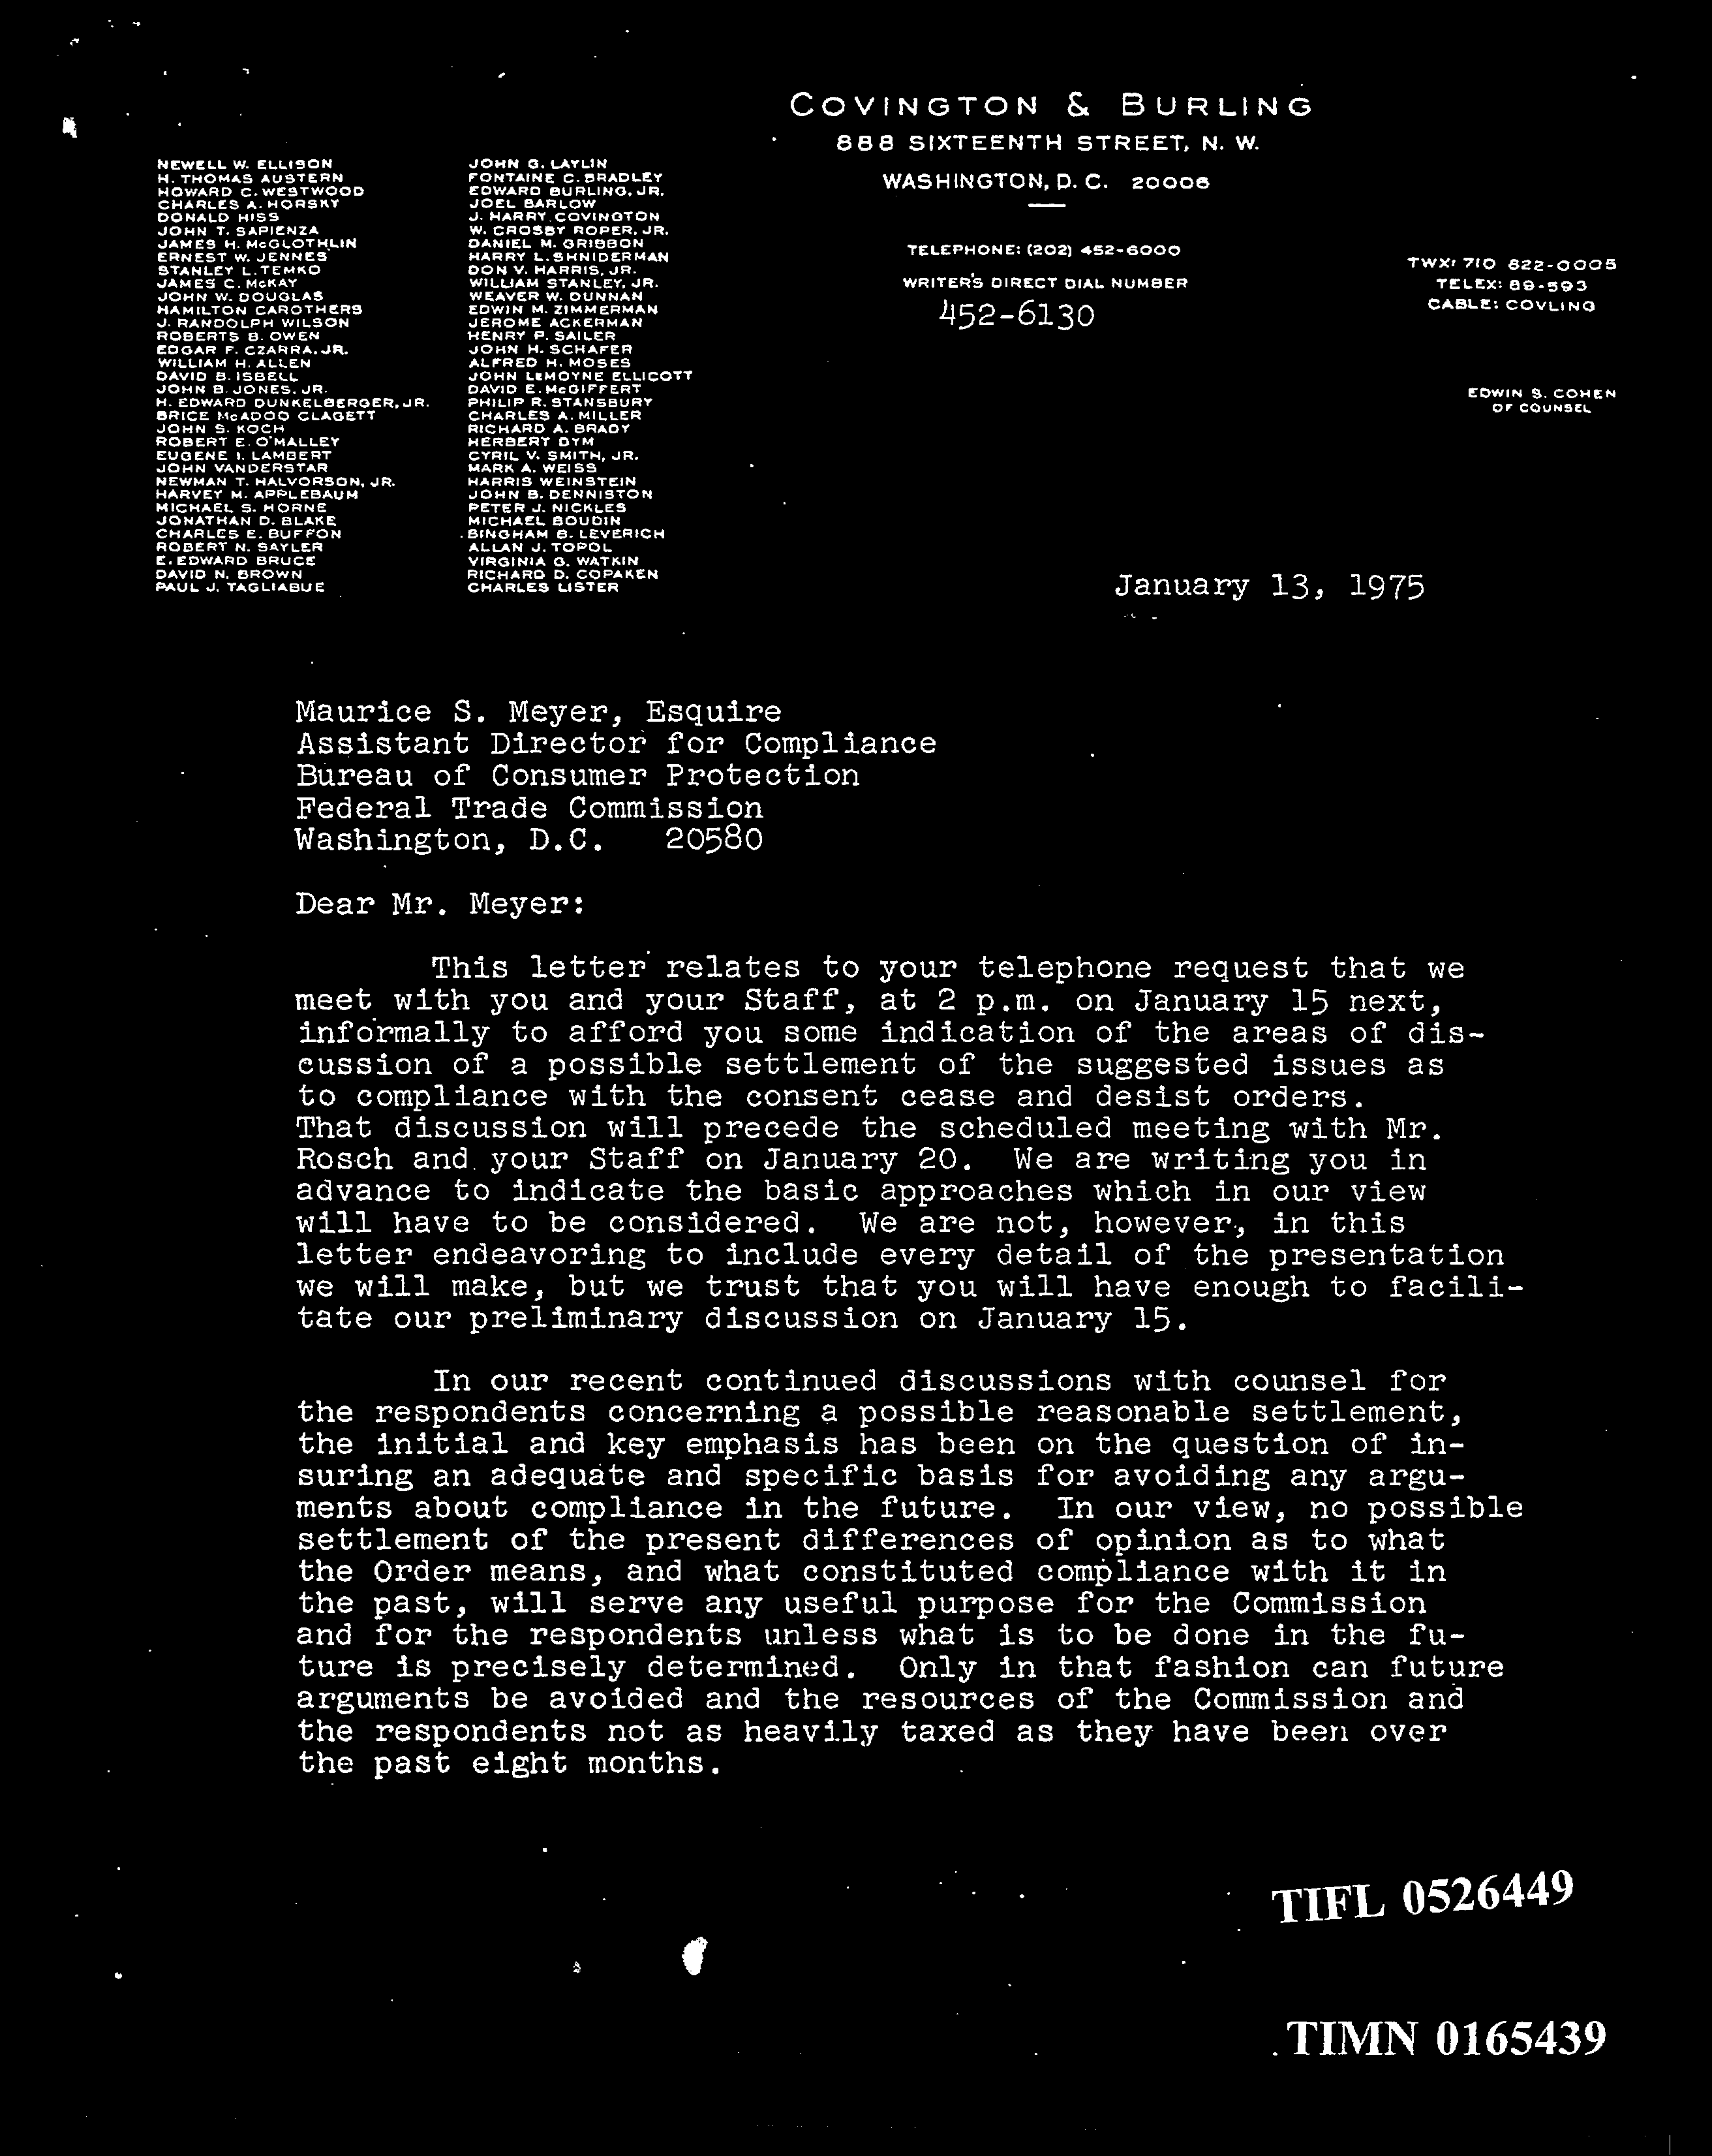 COVINGTON & BURLING
888 SIXTEENTH STREET, N. W.
WASHINGTON, D. C. 20006
TELEPHONE: (202) 452-6000
WRITER'S DIRECT DIAL NUMBER
452-6130
TWX: 710 822-0005
TELEX: 89-593
CABLE: COVLING
EDWIN S. COHEN
OF COUNSEL
NEWELL W. ELLISON
H. THOMAS AUSTERN
HOWARD C. WESTWOOD
CHARLES A. HORSKY
DONALD HISS
JOHN T. SAPIENZA
JAMES H. McGLOTHLIN
ERNEST W. JENNES
STANLEY L. TEMKO
JAMES C. McKAY
JOHN W. DOUGLAS
HAMILTON CAROTHERS
J. RANDOLPH WILSON
ROBERTS B. OWEN
EDGAR F. CZARRA, JR.
WILLIAM H. ALLEN
DAVID B. ISBELL
JOHN B. JONES, JR.
H. EDWARD DUNKELBERGER, JR.
BRICE McADOO CLAGETT
JOHN S. KOCH
ROBERT E. O'MALLEY
EUGENE I. LAMBERT
JOHN VANDERSTAR
NEWMAN T. HALVORSON, JR.
HARVEY M. APPLEBAUM
MICHAEL S. HORNE
JONATHAN D. BLAKE
CHARLES E. BUFFON
ROBERT N. SAYLER
E. EDWARD BRUCE
DAVID N. BROWN
PAUL J. TAGLIABUE
JOHN G. LAYLIN
FONTAINE C. BRADLEY
EDWARD BURLING, JR.
JOEL BARLOW
J. HARRY COVINGTON
W. CROSBY ROPER, JR.
DANIEL M. GRIBBON
HARRY L. SHNIDERMAN
DON V. HARRIS, JR.
WILLIAM STANLEY, JR.
WEAVER W. DUNNAN
EDWIN M. ZIMMERMAN
JEROME ACKERMAN
HENRY P. SAILER
JOHN H. SCHAFER
ALFRED H. MOSES
JOHN LEMOYNE ELLICOTT
DAVID E. McGIFFERT
PHILIP R. STANSBURY
CHARLES A. MILLER
RICHARD A. BRADY
HERBERT DYM
CYRIL V. SMITH, JR.
MARK A. WEISS
HARRIS WEINSTEIN
JOHN B. DENNISTON
PETER J. NICKLES
MICHAEL BOUDIN
BINGHAM B. LEVERICH
ALLAN J. TOPOL
VIRGINIA G. WATKIN
RICHARD D. COPAKEN
CHARLES LISTER
January 13, 1975
Maurice S. Meyer, Esquire
Assistant Director for Compliance
Bureau of Consumer Protection
Federal Trade Commission
Washington, D.C. 20580
Dear Mr. Meyer:
This letter relates to your telephone request that we
meet with you and your Staff, at 2 p.m. on January 15 next,
informally to afford you some indication of the areas of dis-
cussion of a possible settlement of the suggested issues as
to compliance with the consent cease and desist orders.
That discussion will precede the scheduled meeting with Mr.
Rosch and your Staff on January 20. We are writing you in
advance to indicate the basic approaches which in our view
will have to be considered. We are not, however, in this
letter endeavoring to include every detail of the presentation
we will make, but we trust that you will have enough to facili-
tate our preliminary discussion on January 15.
In our recent continued discussions with counsel for
the respondents concerning a possible reasonable settlement,
the initial and key emphasis has been on the question of in-
suring an adequate and specific basis for avoiding any argu-
ments about compliance in the future. In our view, no possible
settlement of the present differences of opinion as to what
the Order means, and what constituted compliance with it in
the past, will serve any useful purpose for the Commission
and for the respondents unless what is to be done in the fu-
ture is precisely determined. Only in that fashion can future
arguments be avoided and the resources of the Commission and
the respondents not as heavily taxed as they have been over
the past eight months.
TIFL 0526449
TIMN 0165439